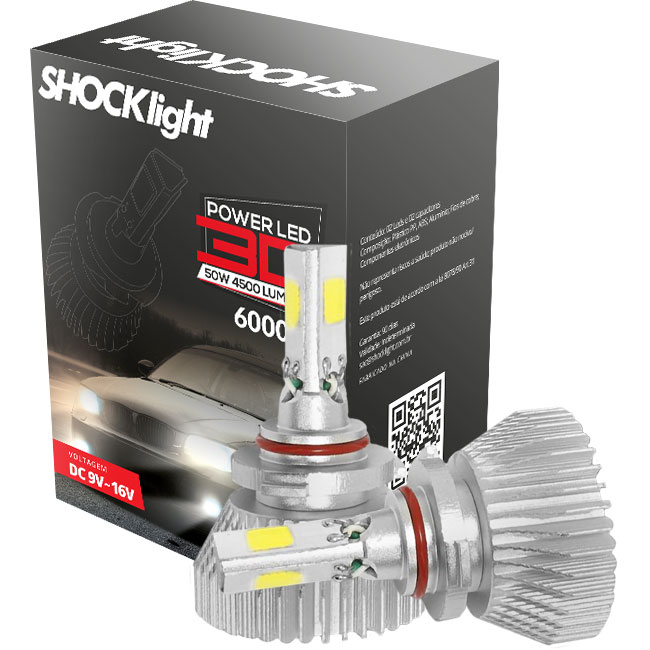 SHOCKlight
SHOCKlight
POWER LED
3D
50W 4500 LUM
6000
VOLTAGEM
DC 9V~16V
Conteúdo: 02 Leds e 02 capacitores
Composição: Plástico PP, ABS; Alumínio; Fios de cobre;
Componentes eletrônicos
Não representa riscos a saúde; produto não nocivo/
perigoso.
Este produto está de acordo com a lei 8078/90 Art.31
Garantia: 90 dias
Validade: Indeterminada
sac@shocklight.com.br
FABRICADO NA CHINA